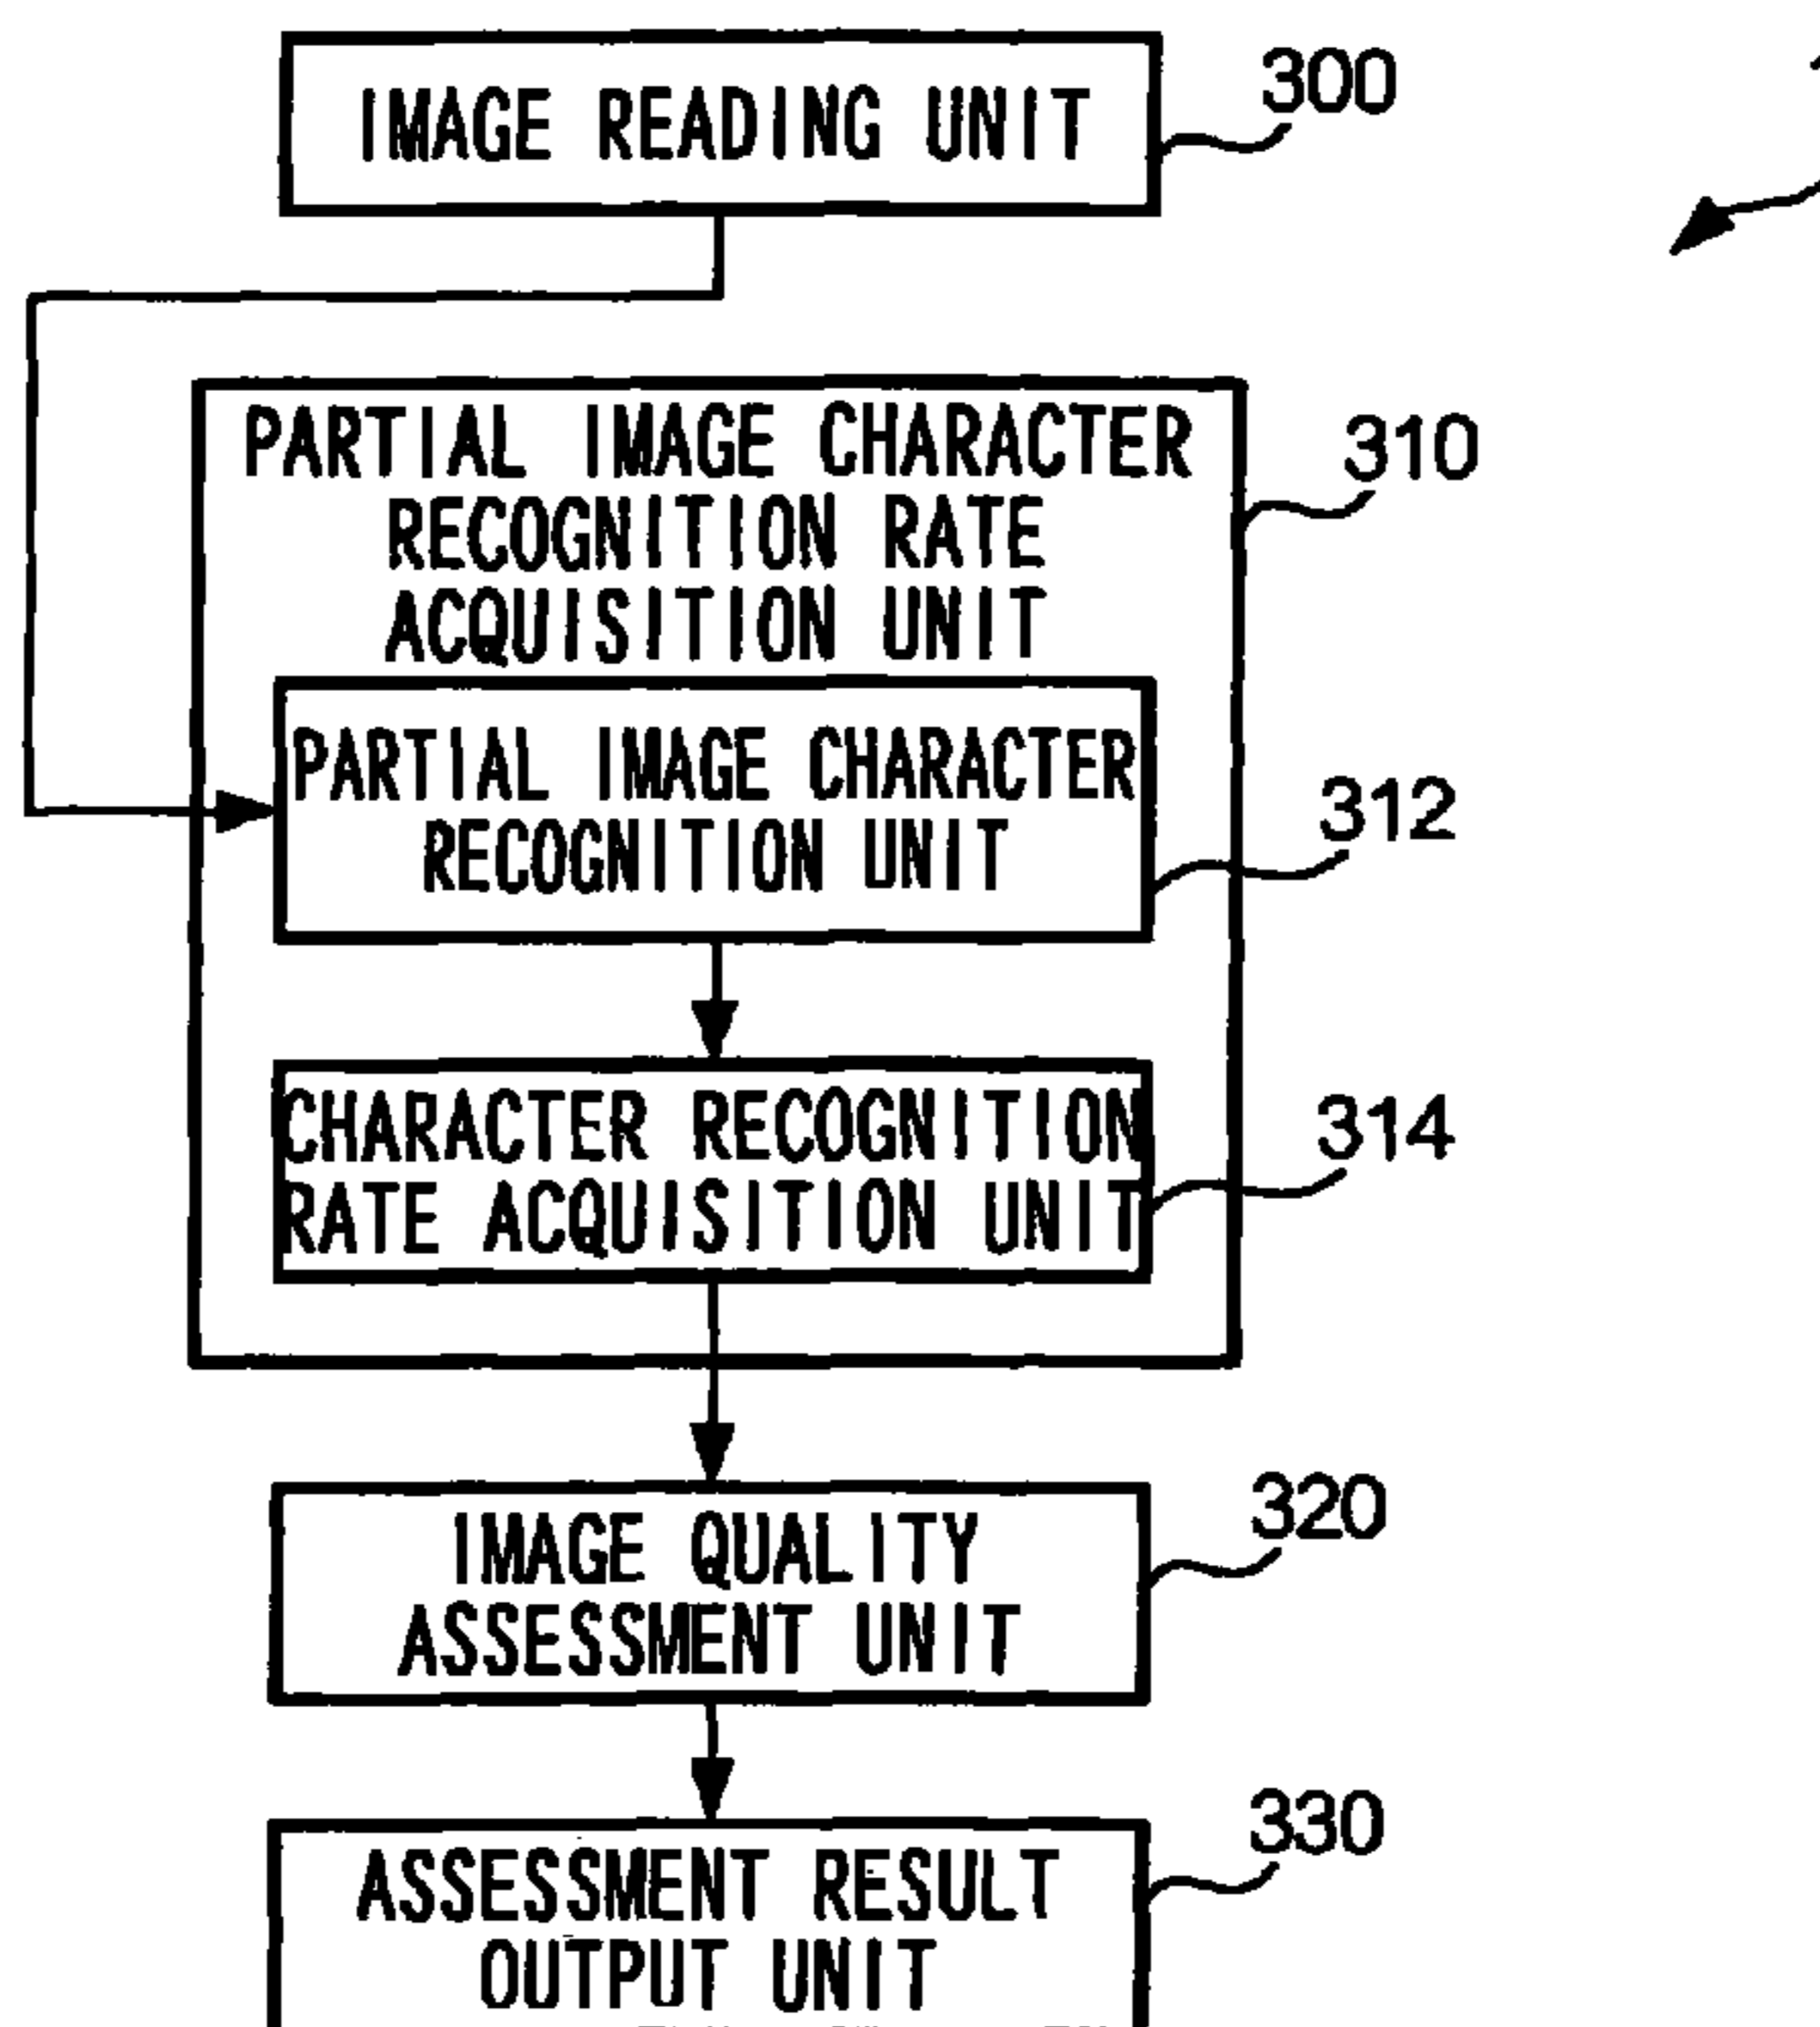 IMAGE READING UNIT
300
PARTIAL IMAGE CHARACTER
RECOGNITION RATE
ACQUISITION UNIT
310
PARTIAL IMAGE CHARACTER
RECOGNITION UNIT
312
CHARACTER RECOGNITION
RATE ACQUISITION UNIT
314
IMAGE QUALITY
ASSESSMENT UNIT
320
ASSESSMENT RESULT
OUTPUT UNIT
330